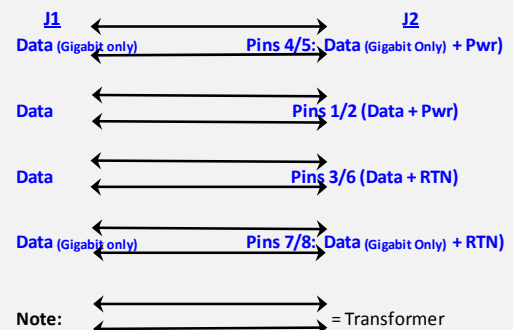 J1 J2
Data (Gigabit only) Pins 4/5: Data (Gigabit Only) + Pwr)
Data Pins 1/2 (Data + Pwr)
Data Pins 3/6 (Data + RTN)
Data (Gigabit only) Pins 7/8: Data (Gigabit Only) + RTN)
Note: = Transformer